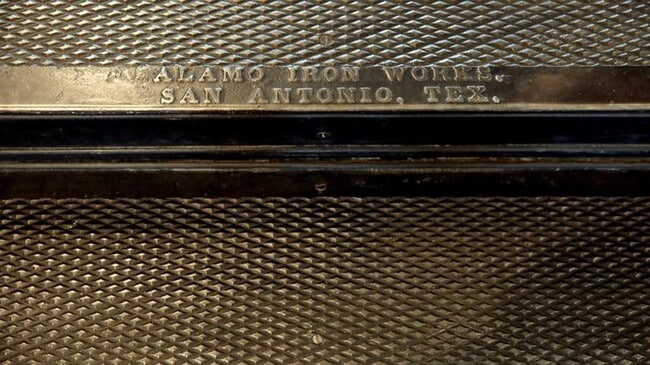 ALAMO IRON WORKS.
SAN ANTONIO, TEX.